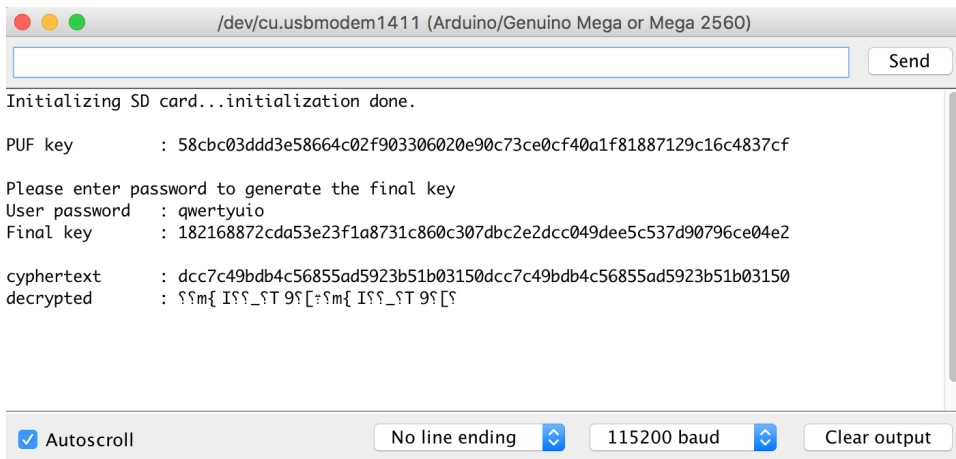 /dev/cu.usbmodem1411 (Arduino/Genuino Mega or Mega 2560)
Send
Initializing SD card...initialization done.
PUF key : 58cbc03ddd3e58664c02f903306020e90c73ce0cf40a1f81887129c16c4837cf
Please enter password to generate the final key
User password : qwertyuio
Final key : 182168872cda53e23f1a8731c860c307dbc2e2dcc049dee5c537d90796ce04e2
cyphertext : dcc7c49bdb4c56855ad5923b51b03150dcc7c49bdb4c56855ad5923b51b03150
decrypted : ⸮⸮m{ I⸮⸮_⸮T 9⸮[÷⸮m{ I⸮⸮_⸮T 9⸮[⸮
Autoscroll
No line ending
115200 baud
Clear output